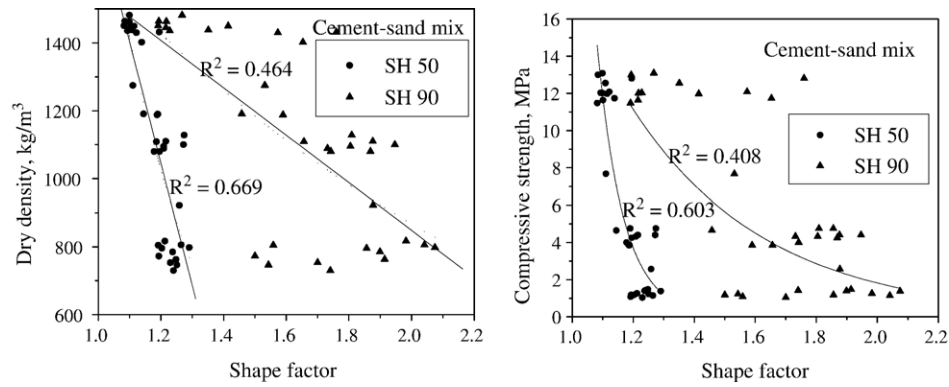 Cement-sand mix
SH 50
SH 90
R² = 0.464
R² = 0.669
1400
1200
1000
800
600
1.0 1.2 1.4 1.6 1.8 2.0 2.2
Dry density, kg/m³
Shape factor
Cement-sand mix
SH 50
SH 90
R² = 0.408
R² = 0.603
16
14
12
10
8
6
4
2
0
1.0 1.2 1.4 1.6 1.8 2.0 2.2
Compressive strength, MPa
Shape factor